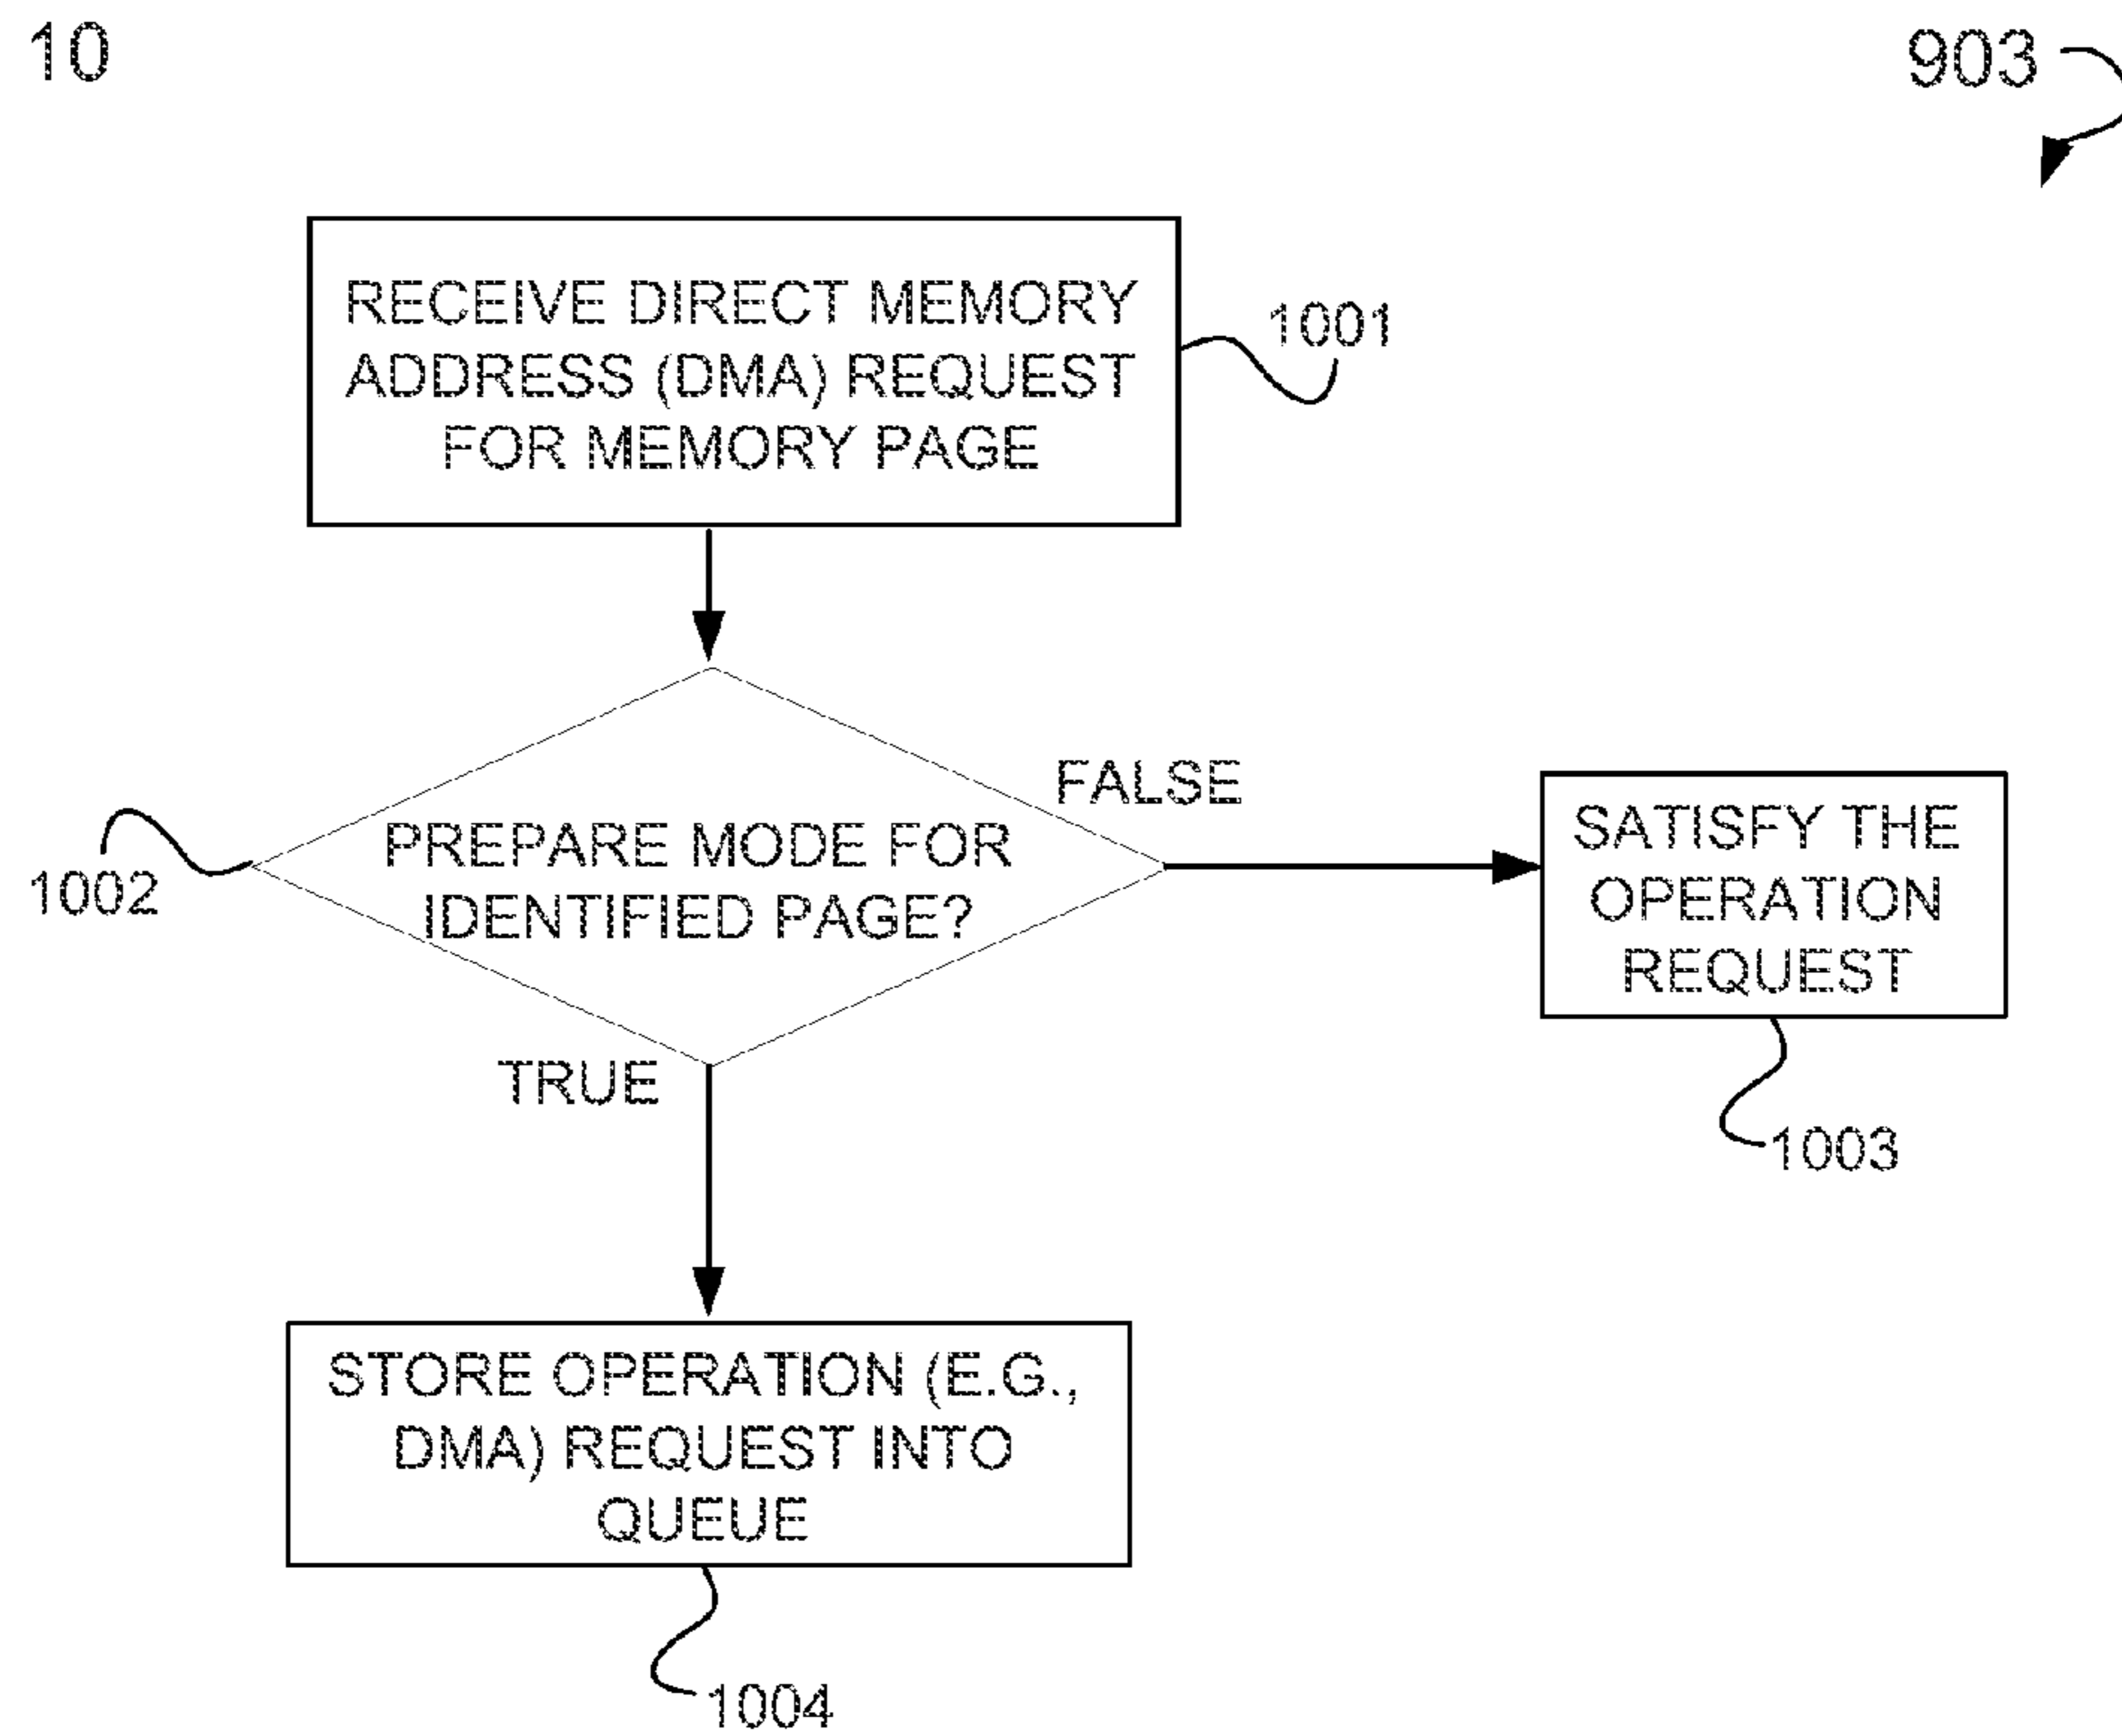 10
903
RECEIVE DIRECT MEMORY
ADDRESS (DMA) REQUEST
FOR MEMORY PAGE
1001
FALSE
PREPARE MODE FOR
IDENTIFIED PAGE?
1002
SATISFY THE
OPERATION
REQUEST
1003
TRUE
STORE OPERATION (E.G.,
DMA) REQUEST INTO
QUEUE
1004